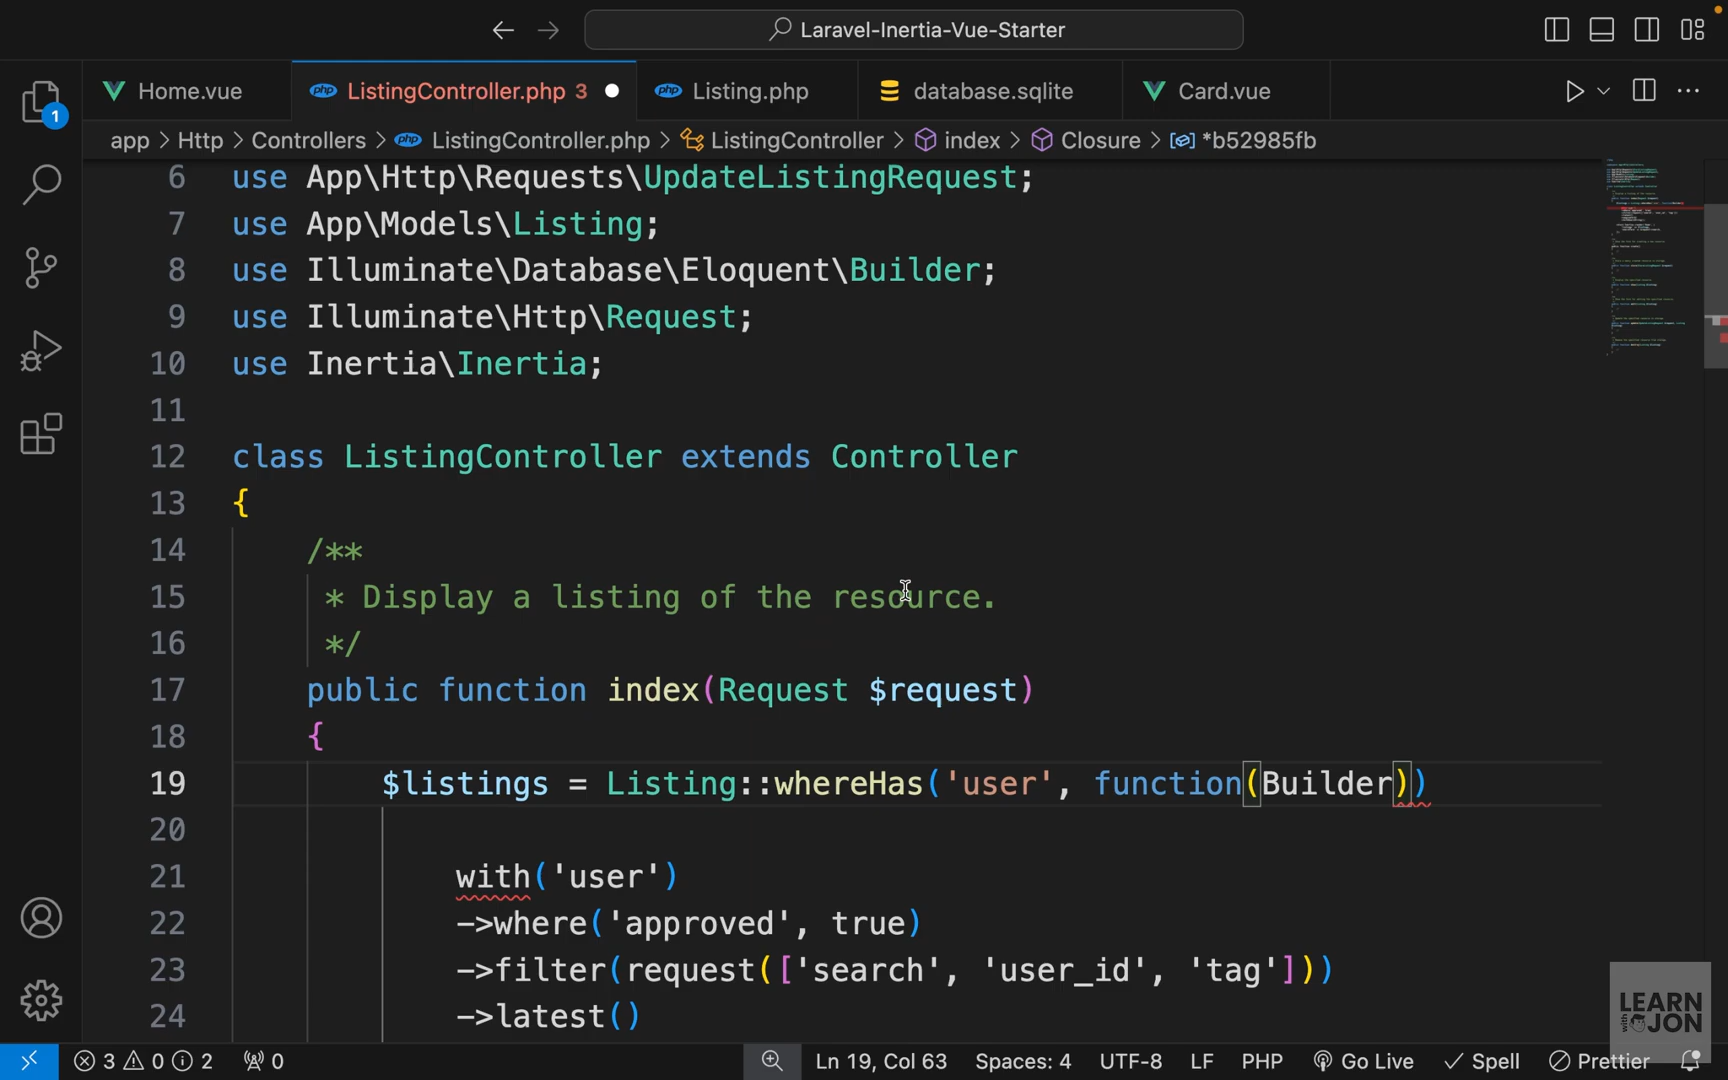 Laravel-Inertia-Vue-Starter
Home.vue
ListingController.php 3
Listing.php
database.sqlite
Card.vue
1
app > Http > Controllers > ListingController.php > ListingController > index > Closure > *b52985fb
6 use App\Http\Requests\UpdateListingRequest;
7 use App\Models\Listing;
8 use Illuminate\Database\Eloquent\Builder;
9 use Illuminate\Http\Request;
10 use Inertia\Inertia;
11
12 class ListingController extends Controller
13 {
14 /**
15 * Display a listing of the resource.
16 */
17 public function index(Request $request)
18 {
19 $listings = Listing::whereHas('user', function(Builder))
20
21 with('user')
22 ->where('approved', true)
23 ->filter(request(['search', 'user_id', 'tag']))
24 ->latest()
LEARN
with JON
3 0 2 0 Ln 19, Col 63 Spaces: 4 UTF-8 LF PHP Go Live Spell Prettier